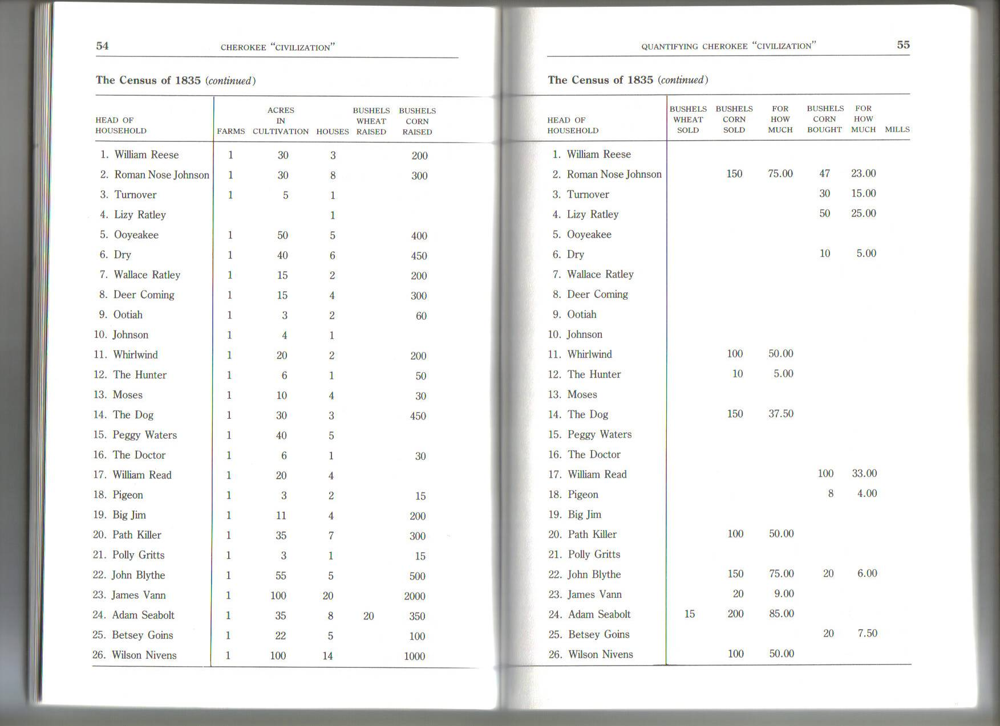 54 CHEROKEE “CIVILIZATION”
The Census of 1835 (continued)
ACRES BUSHELS BUSHELS
HEAD OF IN WHEAT CORN
HOUSEHOLD FARMS CULTIVATION HOUSES RAISED RAISED
1. William Reese 1 30 3 200
2. Roman Nose Johnson 1 30 8 300
3. Turnover 1 5 1
4. Lizy Ratley 1
5. Ooyeakee 1 50 5 400
6. Dry 1 40 6 450
7. Wallace Ratley 1 15 2 200
8. Deer Coming 1 15 4 300
9. Ootiah 1 3 2 60
10. Johnson 1 4 1
11. Whirlwind 1 20 2 200
12. The Hunter 1 6 1 50
13. Moses 1 10 4 30
14. The Dog 1 30 3 450
15. Peggy Waters 1 40 5
16. The Doctor 1 6 1 30
17. William Read 1 20 4
18. Pigeon 1 3 2 15
19. Big Jim 1 11 4 200
20. Path Killer 1 35 7 300
21. Polly Gritts 1 3 1 15
22. John Blythe 1 55 5 500
23. James Vann 1 100 20 2000
24. Adam Seabolt 1 35 8 20 350
25. Betsey Goins 1 22 5 100
26. Wilson Nivens 1 100 14 1000
QUANTIFYING CHEROKEE “CIVILIZATION” 55
The Census of 1835 (continued)
BUSHELS BUSHELS FOR BUSHELS FOR
HEAD OF WHEAT CORN HOW CORN HOW
HOUSEHOLD SOLD SOLD MUCH BOUGHT MUCH MILLS
1. William Reese
2. Roman Nose Johnson 150 75.00 47 23.00
3. Turnover 30 15.00
4. Lizy Ratley 50 25.00
5. Ooyeakee
6. Dry 10 5.00
7. Wallace Ratley
8. Deer Coming
9. Ootiah
10. Johnson
11. Whirlwind 100 50.00
12. The Hunter 10 5.00
13. Moses
14. The Dog 150 37.50
15. Peggy Waters
16. The Doctor
17. William Read 100 33.00
18. Pigeon 8 4.00
19. Big Jim
20. Path Killer 100 50.00
21. Polly Gritts
22. John Blythe 150 75.00 20 6.00
23. James Vann 20 9.00
24. Adam Seabolt 15 200 85.00
25. Betsey Goins 20 7.50
26. Wilson Nivens 100 50.00